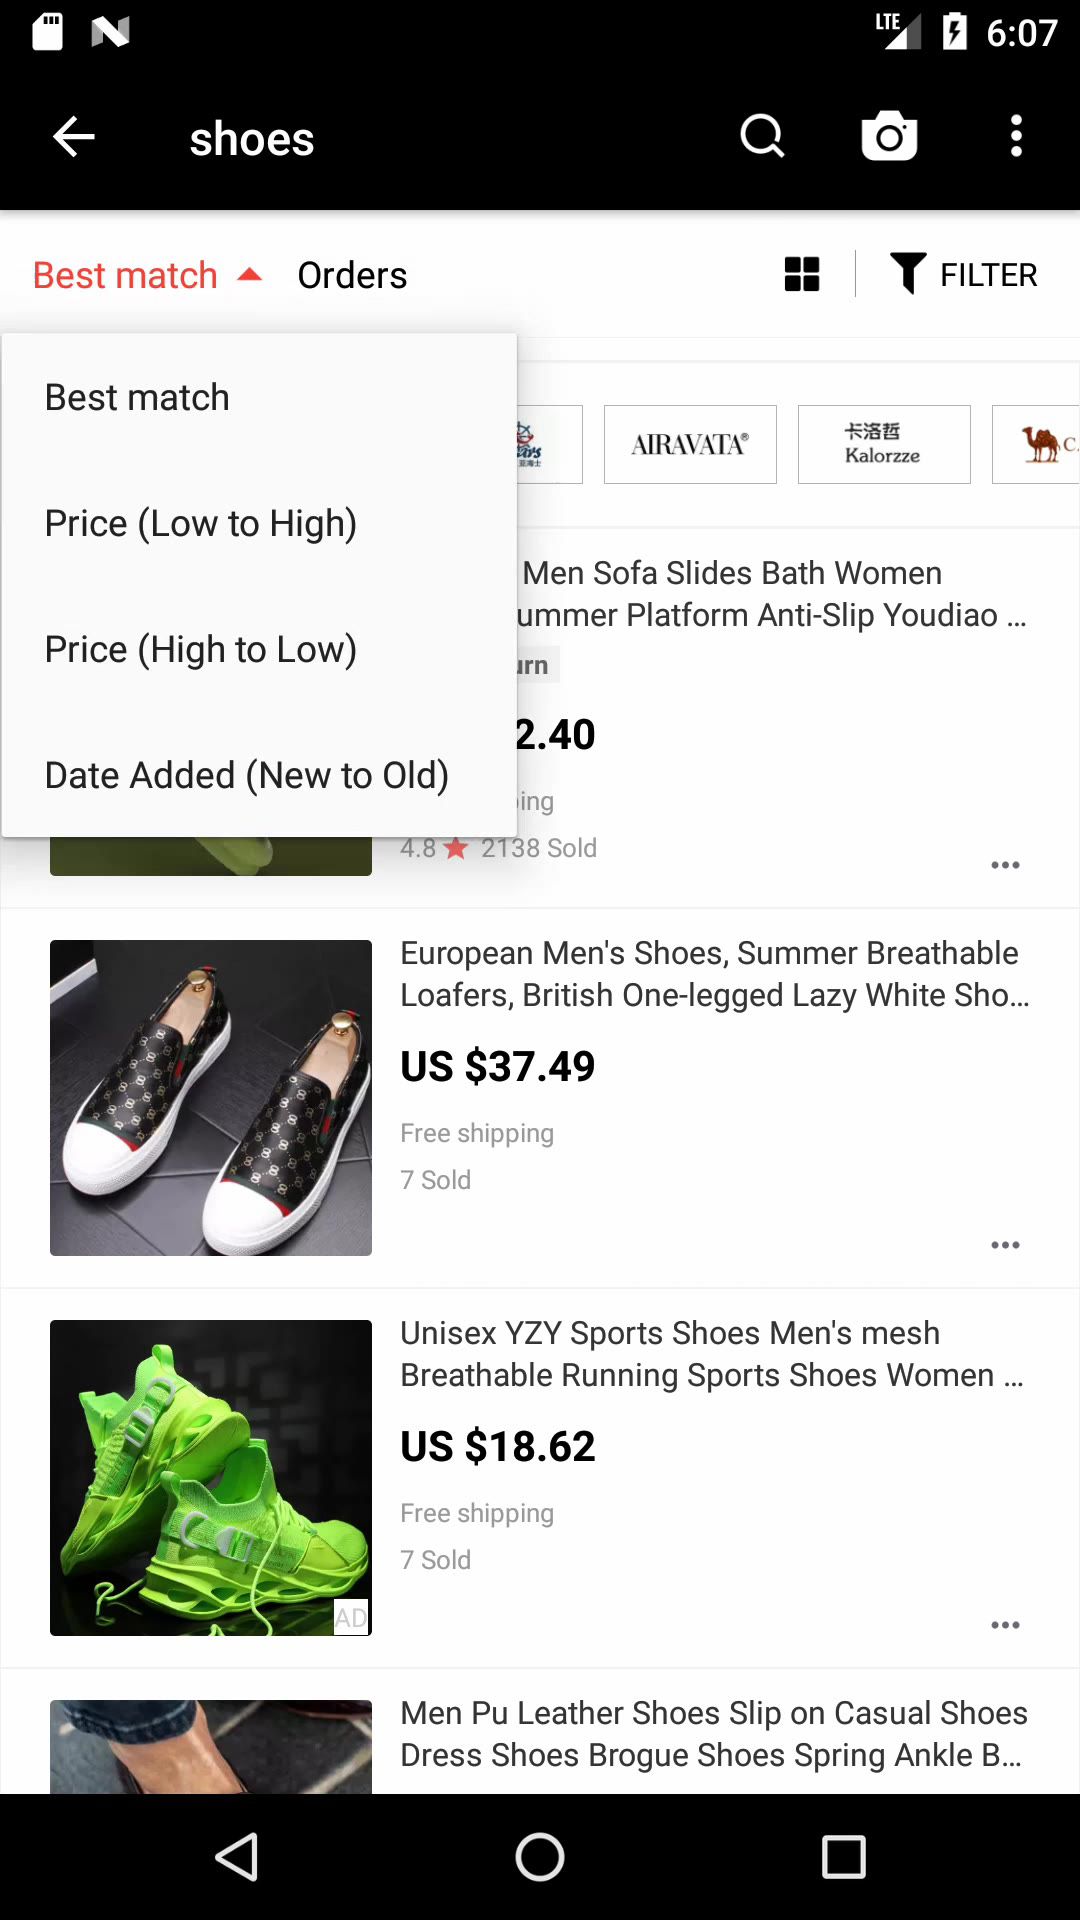 LTE 6:07
shoes
Best match Orders FILTER
Best match
Price (Low to High)
Price (High to Low)
Date Added (New to Old)
AIRAVATA®
卡洛哲
Kalorzze
Men Sofa Slides Bath Women
ummer Platform Anti-Slip Youdiao ...
urn
2.40
ping
4.8 2138 Sold
European Men's Shoes, Summer Breathable
Loafers, British One-legged Lazy White Sho...
US $37.49
Free shipping
7 Sold
Unisex YZY Sports Shoes Men's mesh
Breathable Running Sports Shoes Women ...
US $18.62
Free shipping
7 Sold
AD
Men Pu Leather Shoes Slip on Casual Shoes
Dress Shoes Brogue Shoes Spring Ankle B...